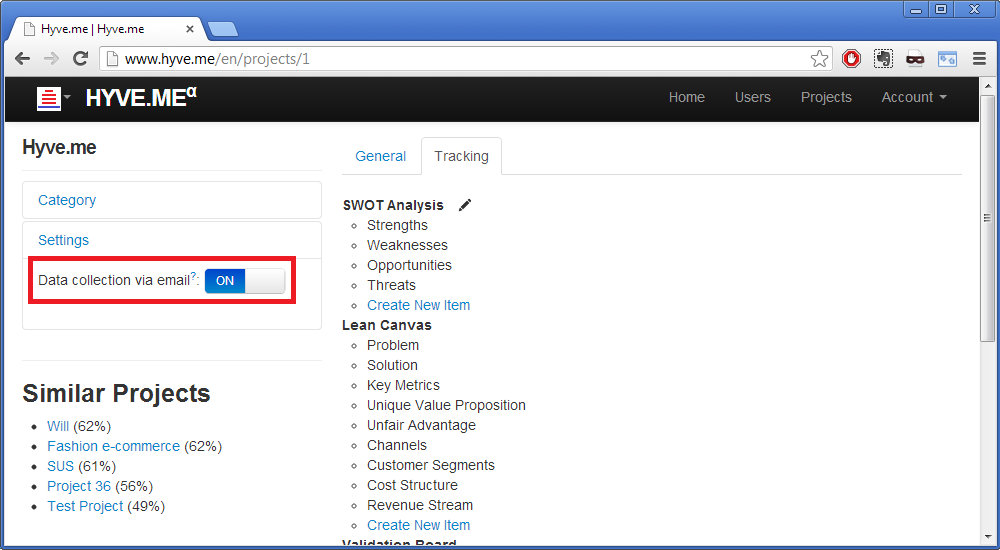 Hyve.me | Hyve.me
www.hyve.me/en/projects/1
HYVE.MEα
Home Users Projects Account
Hyve.me
Category
Settings
Data collection via email?: ON
Similar Projects
Will (62%)
Fashion e-commerce (62%)
SUS (61%)
Project 36 (56%)
Test Project (49%)
General Tracking
SWOT Analysis
Strengths
Weaknesses
Opportunities
Threats
Create New Item
Lean Canvas
Problem
Solution
Key Metrics
Unique Value Proposition
Unfair Advantage
Channels
Customer Segments
Cost Structure
Revenue Stream
Create New Item
Validation Board